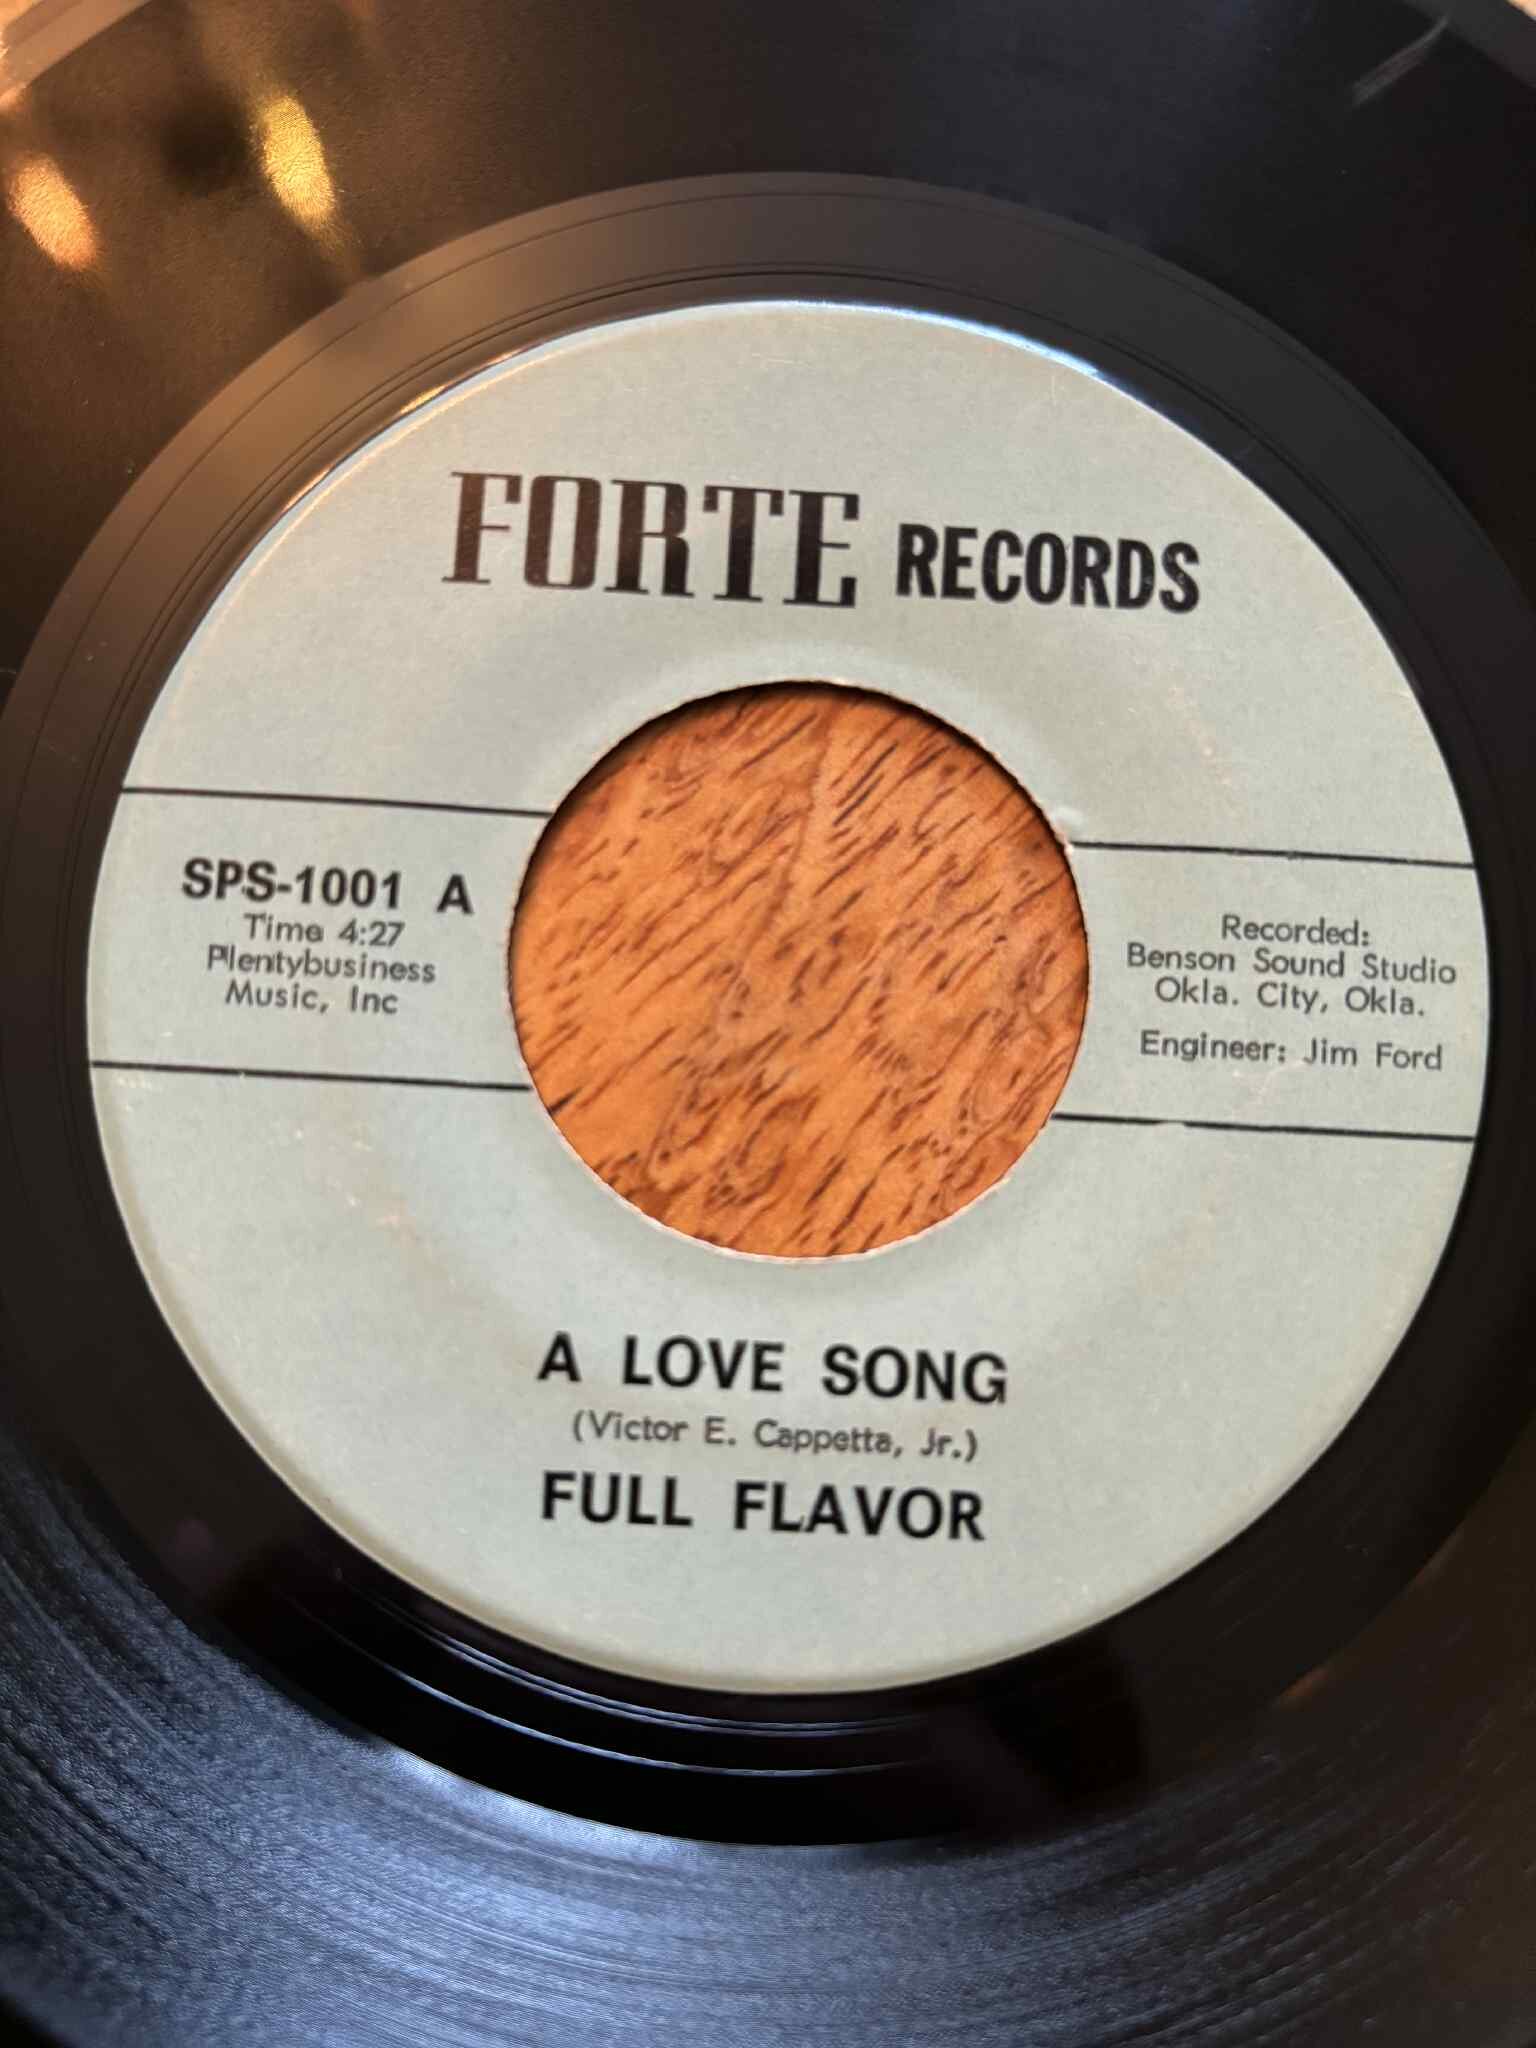 FORTE RECORDS
SPS-1001 A
Time 4:27
Plentybusiness
Music, Inc
Recorded:
Benson Sound Studio
Okla. City, Okla.
Engineer: Jim Ford
A LOVE SONG
(Victor E. Cappetta, Jr.)
FULL FLAVOR